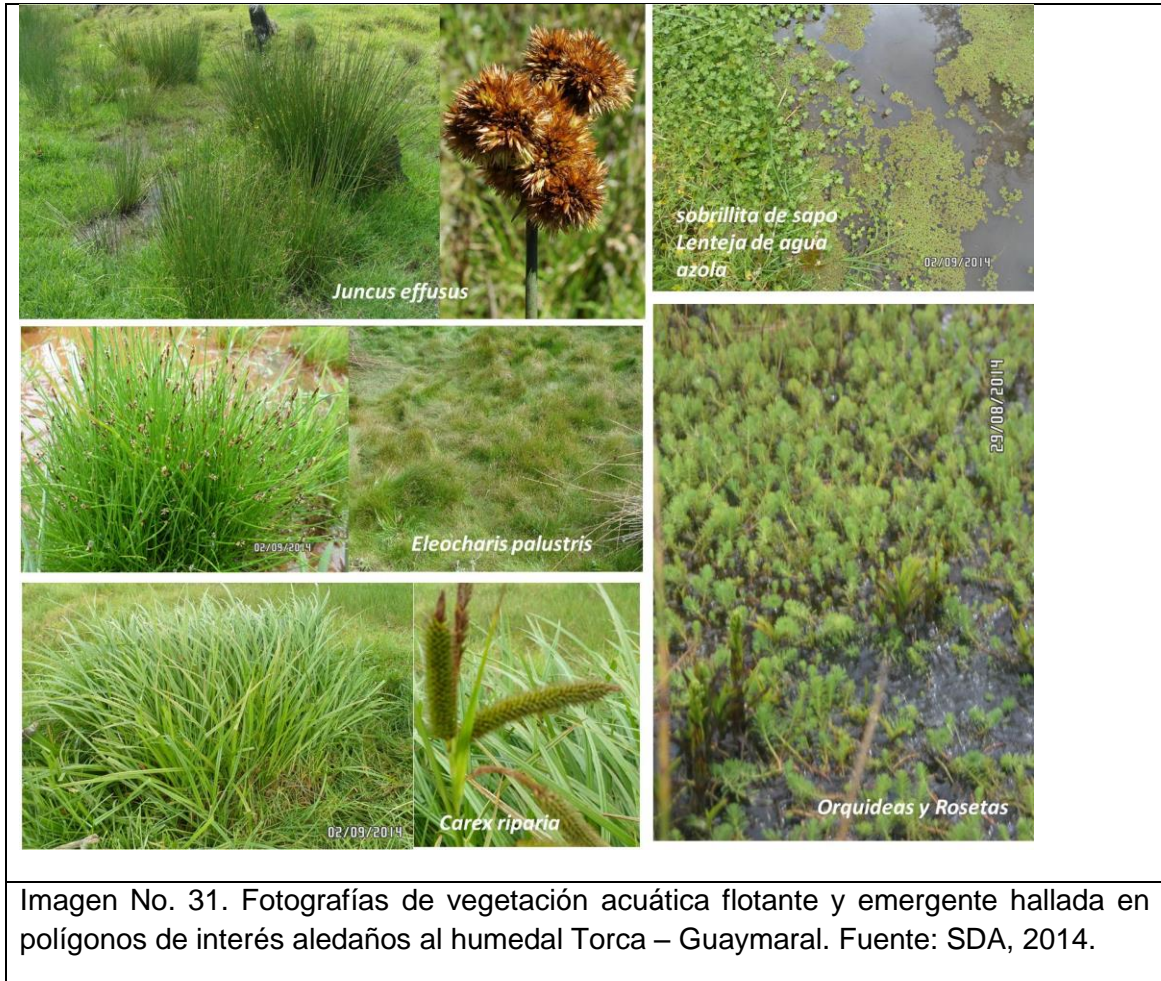 Juncus effusus
sobrillita de sapo
Lenteja de agua
azola
02/09/2014
02/09/2014
Eleocharis palustris
29/08/2014
02/09/2014
Carex riparia
Orquideas y Rosetas
Imagen No. 31. Fotografías de vegetación acuática flotante y emergente hallada en
polígonos de interés aledaños al humedal Torca – Guaymaral. Fuente: SDA, 2014.